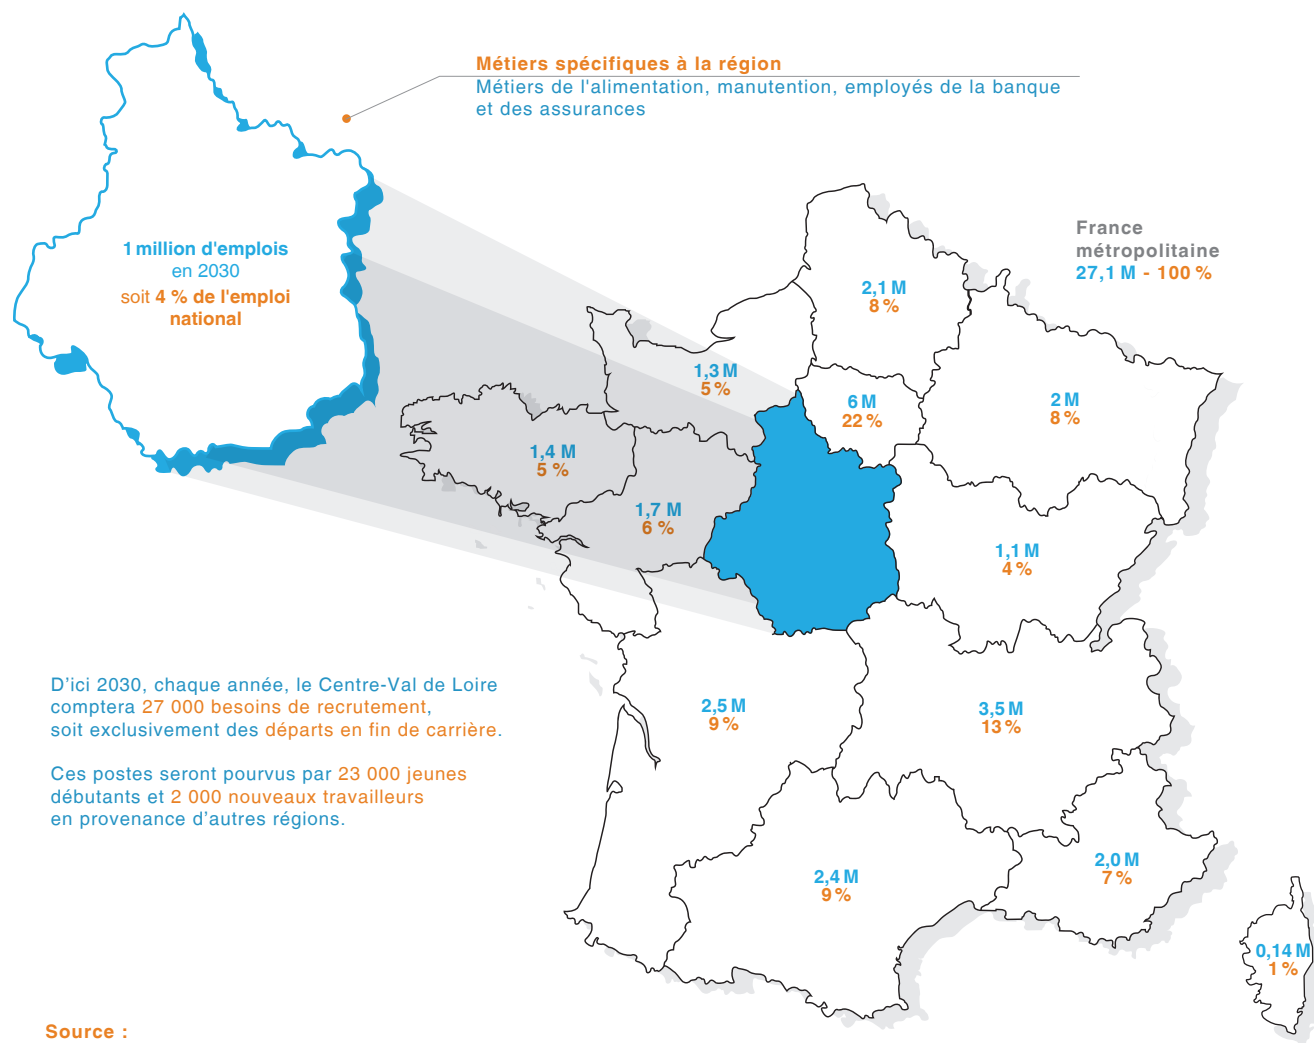 Métiers spécifiques à la région
Métiers de l'alimentation, manutention, employés de la banque
et des assurances
1 million d'emplois
en 2030
soit 4 % de l'emploi
national
France
métropolitaine
27,1 M - 100 %
2,1 M
8 %
1,3 M
5 %
6 M
22 %
2 M
8 %
1,4 M
5 %
1,7 M
6 %
1,1 M
4 %
D’ici 2030, chaque année, le Centre-Val de Loire
comptera 27 000 besoins de recrutement,
soit exclusivement des départs en fin de carrière.
Ces postes seront pourvus par 23 000 jeunes
débutants et 2 000 nouveaux travailleurs
en provenance d’autres régions.
2,5 M
9 %
3,5 M
13 %
2,4 M
9 %
2,0 M
7 %
0,14 M
1 %
Source :